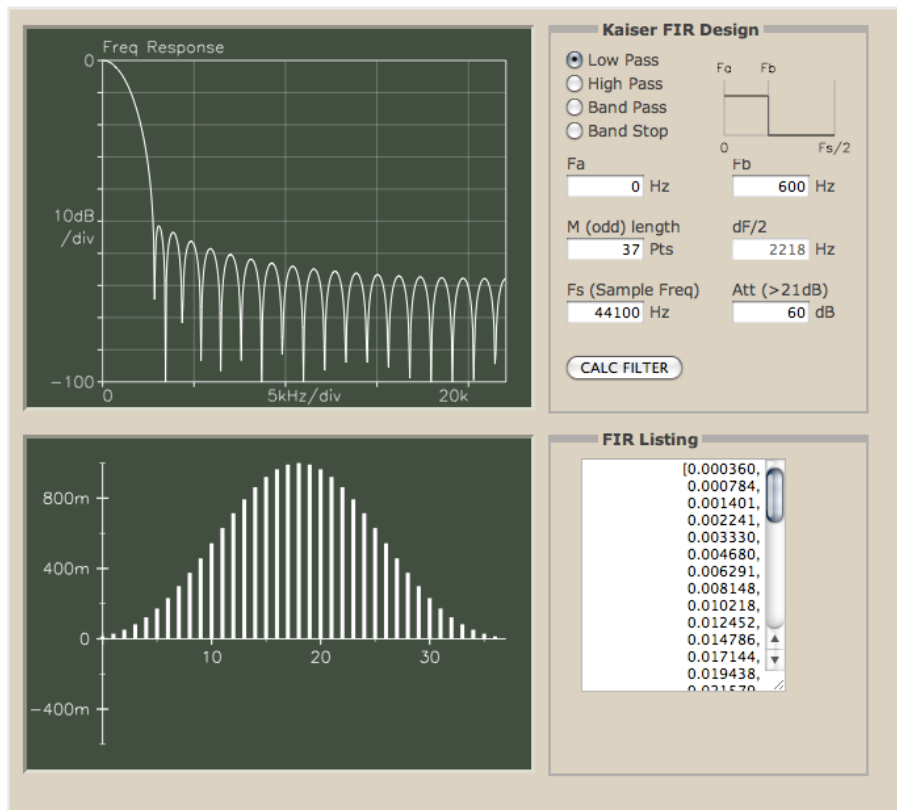 Freq Response
0
10dB
/div
−100
0
5kHz/div
20k
Kaiser FIR Design
Low Pass
High Pass
Band Pass
Band Stop
Fa
Fb
0
Fs/2
Fa
Fb
0 Hz
600 Hz
M (odd) length
dF/2
37 Pts
2218 Hz
Fs (Sample Freq)
Att (>21dB)
44100 Hz
60 dB
CALC FILTER
800m
400m
0
−400m
10
20
30
FIR Listing
[0.000360,
0.000784,
0.001401,
0.002241,
0.003330,
0.004680,
0.006291,
0.008148,
0.010218,
0.012452,
0.014786,
0.017144,
0.019438,